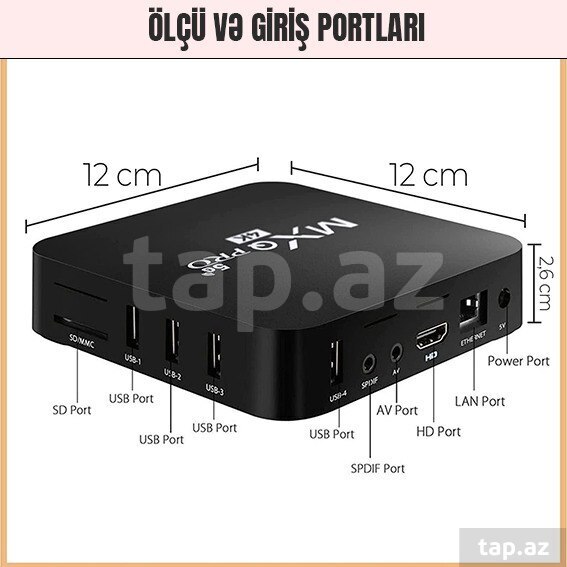 ÖLÇÜ VƏ GİRİŞ PORTLARI
12 cm
12 cm
2,6 cm
MXQ
PRO 5G
4K
tap.az
SD/MMC
USB-1
USB-2
USB-3
USB-4
SPDIF
AV
HD
ETHERNET
5V
SD Port
USB Port
USB Port
USB Port
USB Port
SPDIF Port
AV Port
HD Port
LAN Port
Power Port
tap.az